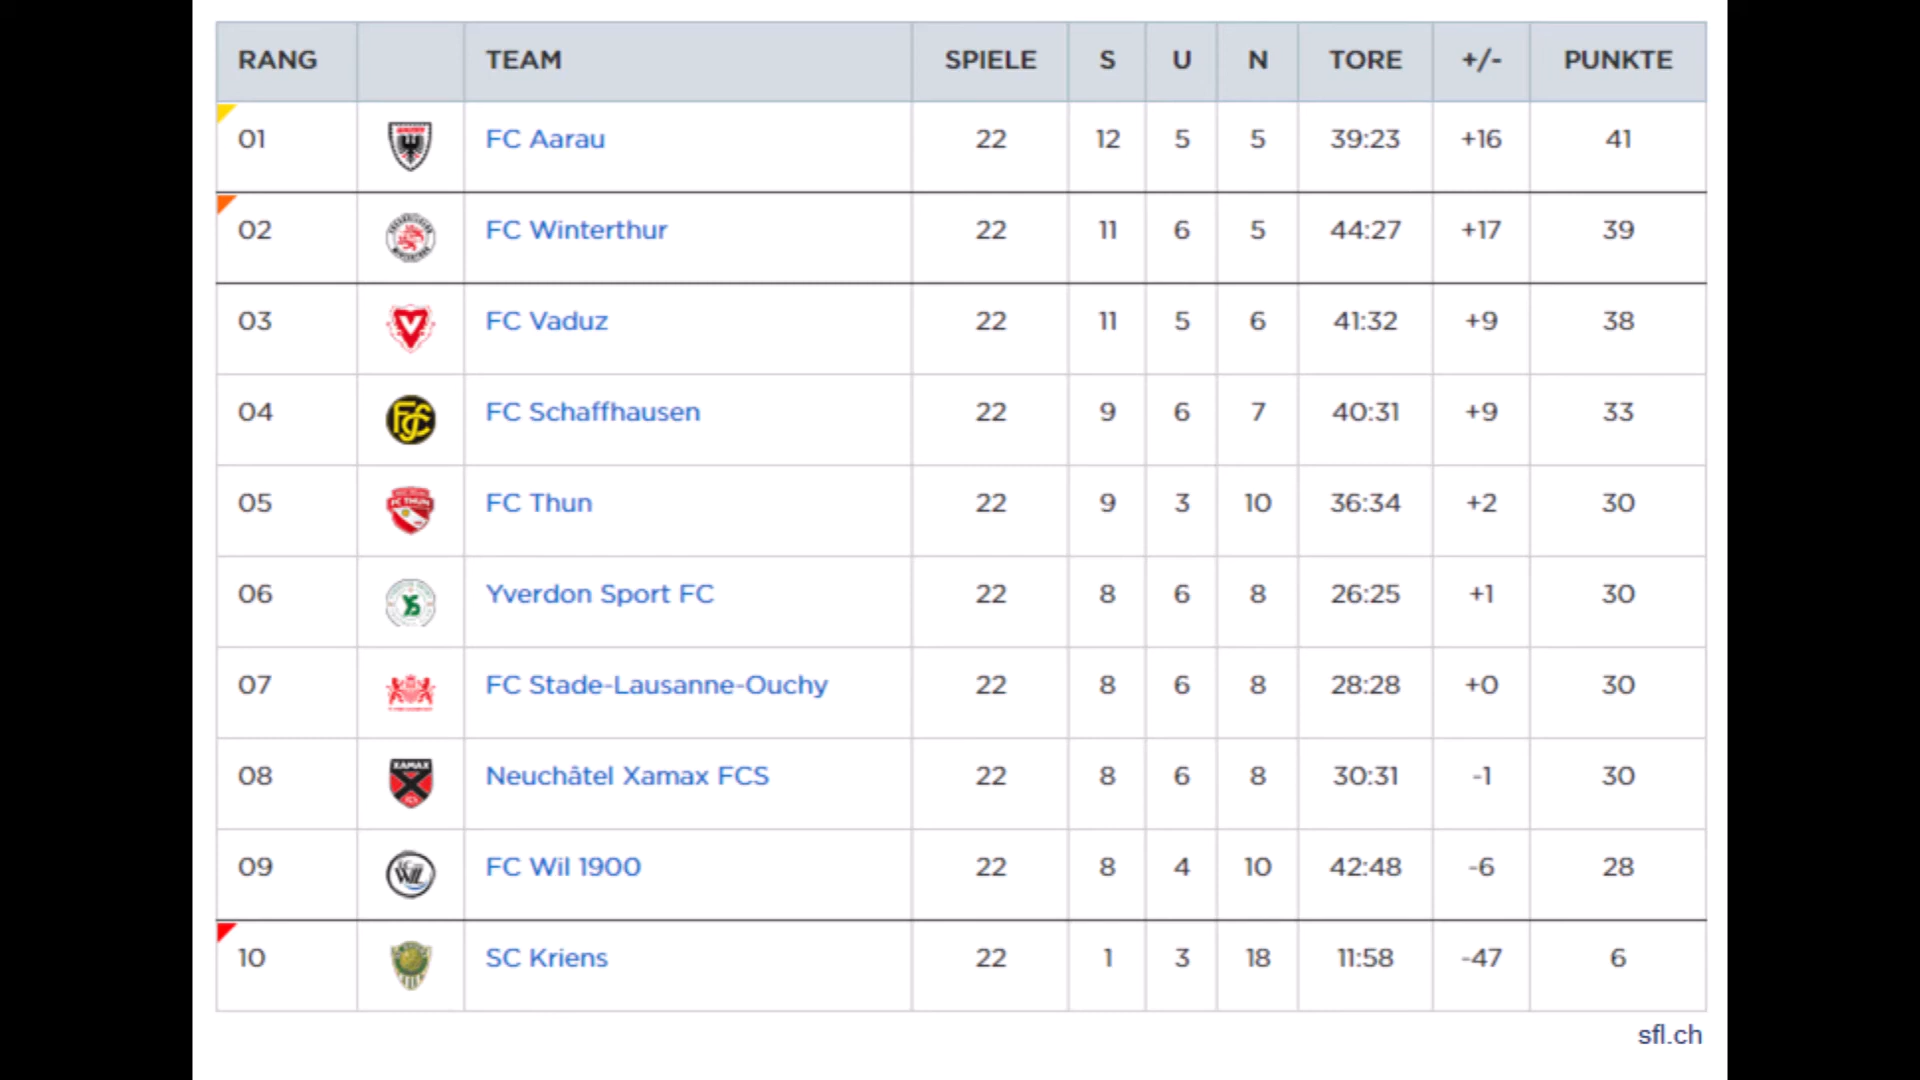 RANG TEAM SPIELE S U N TORE +/- PUNKTE
01 FC Aarau 22 12 5 5 39:23 +16 41
02 FC Winterthur 22 11 6 5 44:27 +17 39
03 FC Vaduz 22 11 5 6 41:32 +9 38
04 FC Schaffhausen 22 9 6 7 40:31 +9 33
05 FC THUN FC Thun 22 9 3 10 36:34 +2 30
06 Yverdon Sport FC 22 8 6 8 26:25 +1 30
07 FC Stade-Lausanne-Ouchy 22 8 6 8 28:28 +0 30
08 XAMAX Neuchâtel Xamax FCS 22 8 6 8 30:31 -1 30
09 FC Wil 1900 22 8 4 10 42:48 -6 28
10 SC Kriens 22 1 3 18 11:58 -47 6
sfl.ch